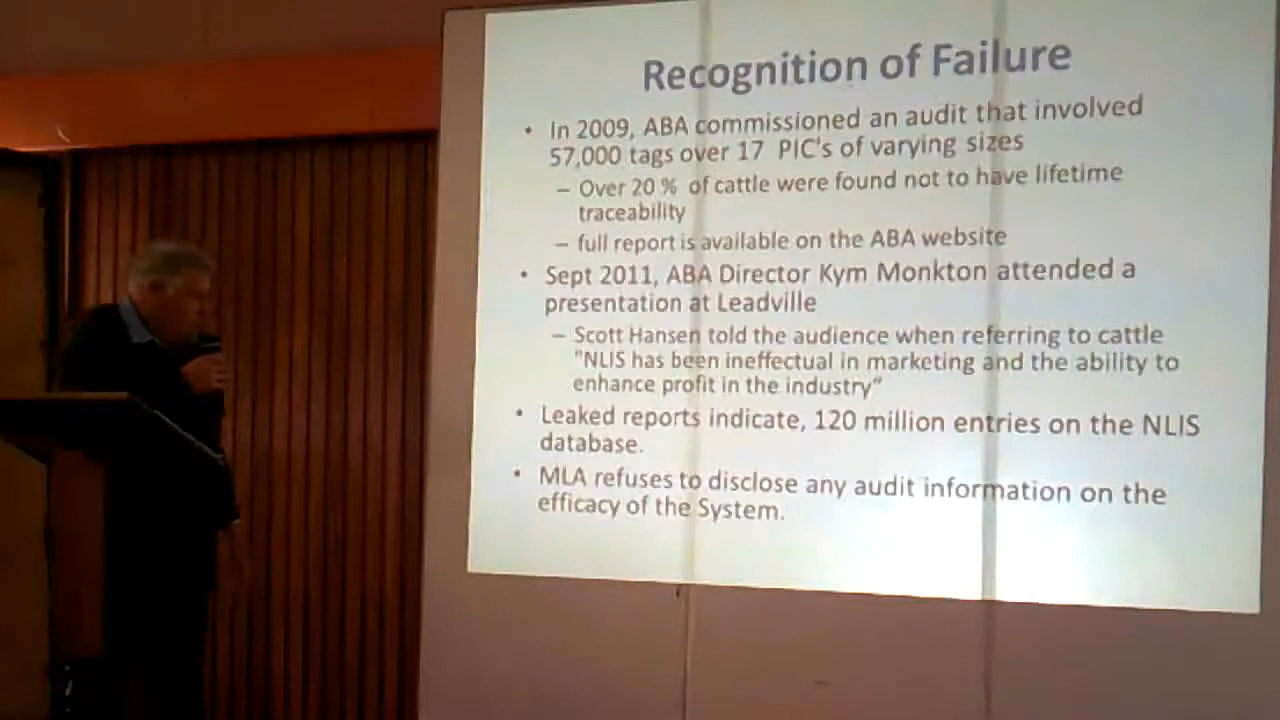 Recognition of Failure
• In 2009, ABA commissioned an audit that involved
57,000 tags over 17 PIC's of varying sizes
– Over 20 % of cattle were found not to have lifetime
traceability
– full report is available on the ABA website
• Sept 2011, ABA Director Kym Monkton attended a
presentation at Leadville
– Scott Hansen told the audience when referring to cattle
"NLIS has been ineffectual in marketing and the ability to
enhance profit in the industry"
• Leaked reports indicate, 120 million entries on the NLIS
database.
• MLA refuses to disclose any audit information on the
efficacy of the System.